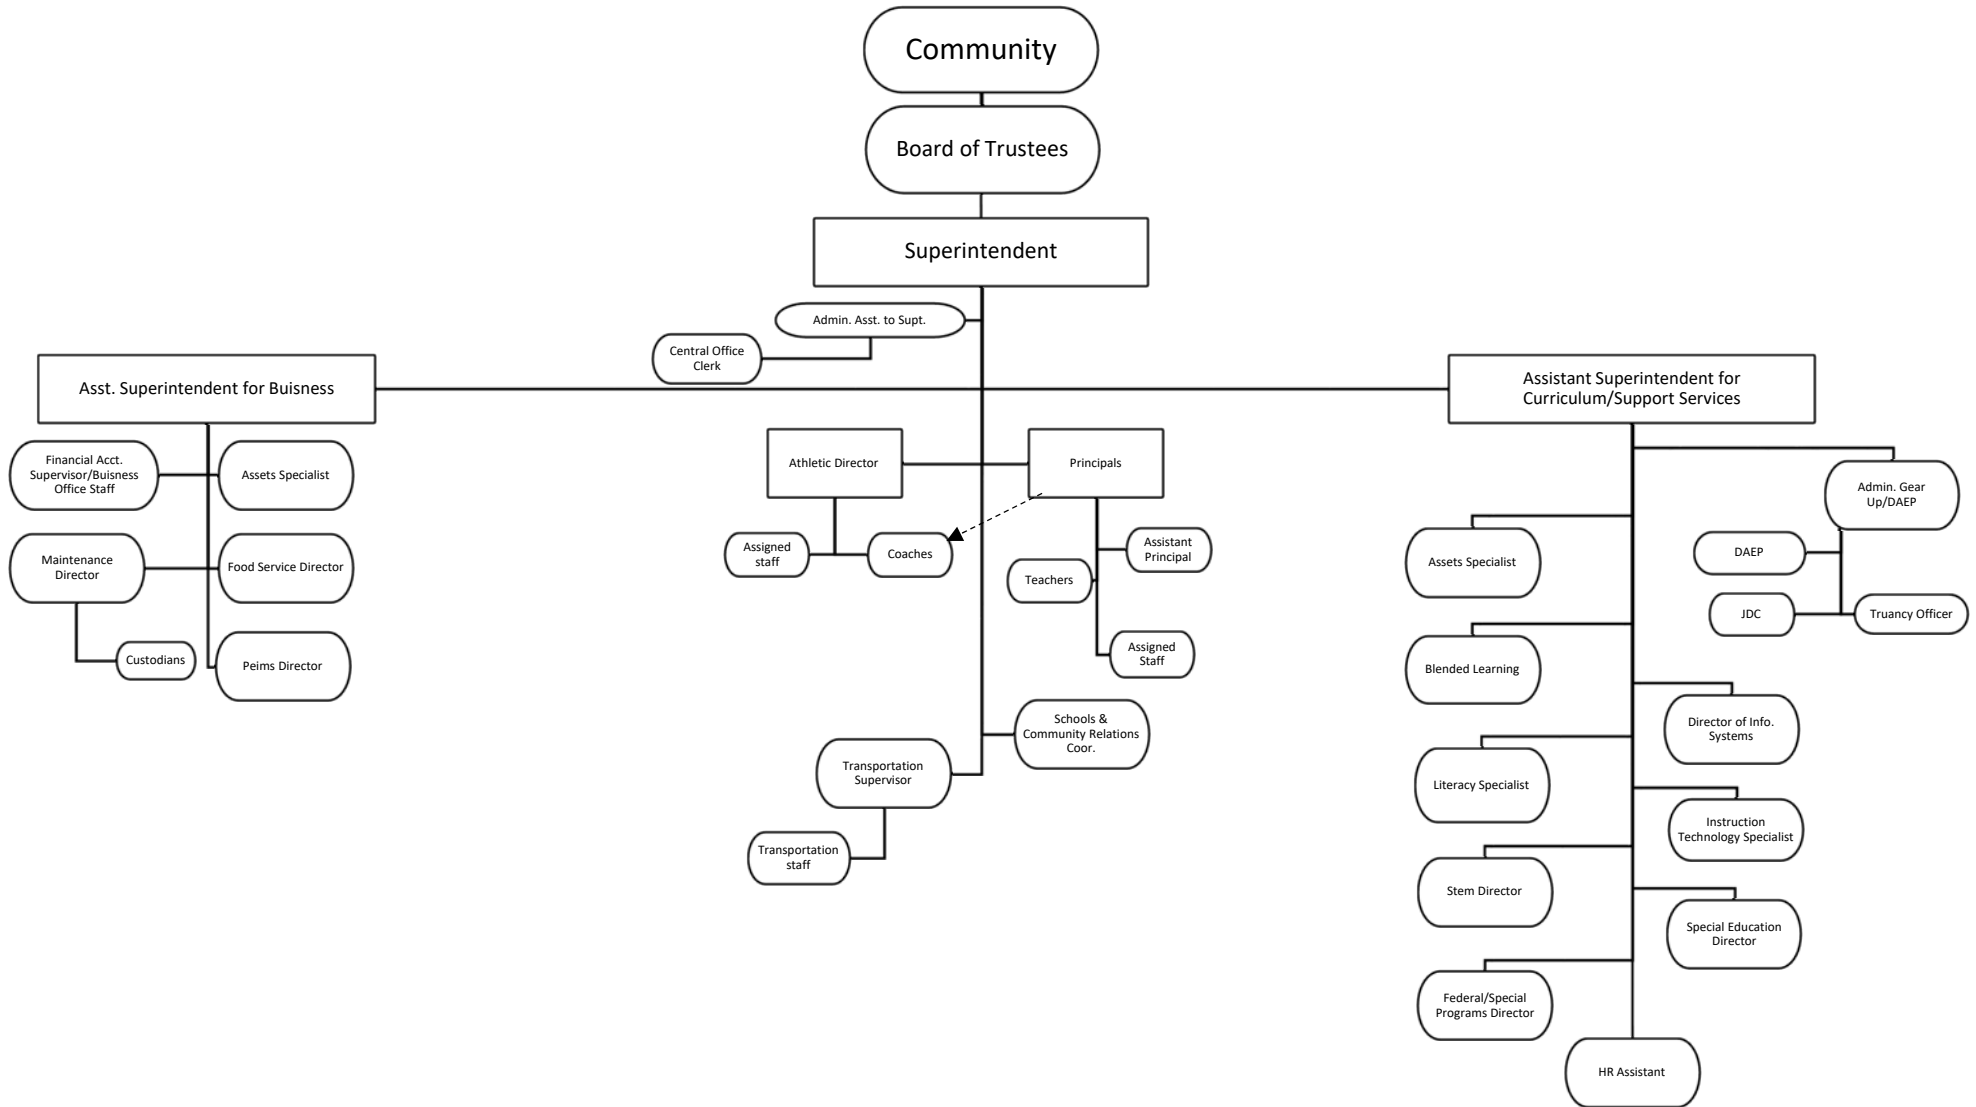 Community
Board of Trustees
Superintendent
Admin. Asst. to Supt.
Central Office
Clerk
Asst. Superintendent for Buisness
Assistant Superintendent for
Curriculum/Support Services
Financial Acct.
Supervisor/Buisness
Office Staff
Assets Specialist
Maintenance
Director
Food Service Director
Custodians
Peims Director
Athletic Director
Principals
Assigned
staff
Coaches
Assistant
Principal
Teachers
Assigned
Staff
Schools &
Community Relations
Coor.
Transportation
Supervisor
Transportation
staff
Admin. Gear
Up/DAEP
DAEP
JDC
Truancy Officer
Assets Specialist
Blended Learning
Director of Info.
Systems
Literacy Specialist
Instruction
Technology Specialist
Stem Director
Special Education
Director
Federal/Special
Programs Director
HR Assistant